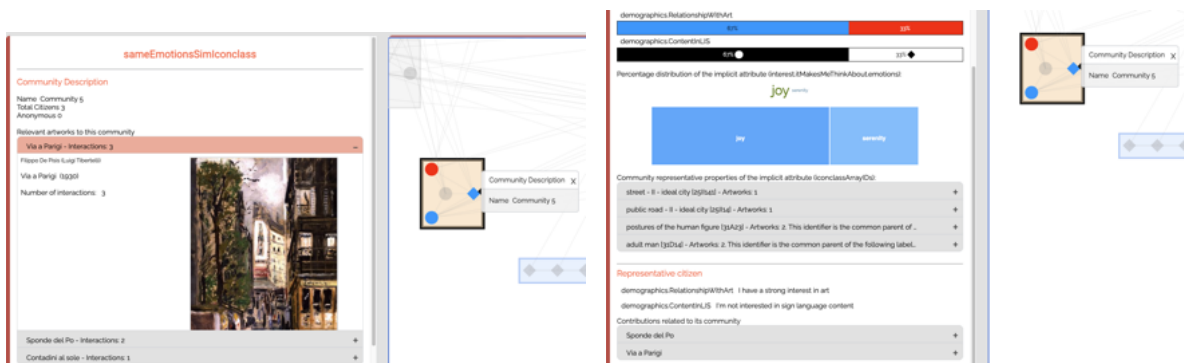 sameEmotionsSimIconclass
Community Description
Name Community 5
Total Citizens 3
Anonymous 0
Relevant artworks to this community
Via a Parigi - Interactions: 3
Filippo De Pisis (Luigi Tibertelli)
Via a Parigi (1930)
Number of interactions: 3
Sponde del Po - Interactions: 2
Contadini al sole - Interactions: 1
Community Description X
Name Community 5
demographics.RelationshipWithArt
67% 33%
demographics.ContentInLIS
67% 33%
Percentage distribution of the implicit attribute (interest.itMakesMeThinkAbout.emotions):
joy serenity
joy serenity
Community representative properties of the implicit attribute (iconclassArrayIDs):
street - II - ideal city [25II141] - Artworks: 1
public road - II - ideal city [25II14] - Artworks: 1
postures of the human figure [31A23] - Artworks: 2. This identifier is the common parent of ...
adult man [31D14] - Artworks: 2. This identifier is the common parent of the following label...
Representative citizen
demographics.RelationshipWithArt I have a strong interest in art
demographics.ContentInLIS I'm not interested in sign language content
Contributions related to its community
Sponde del Po
Via a Parigi
Community Description X
Name Community 5